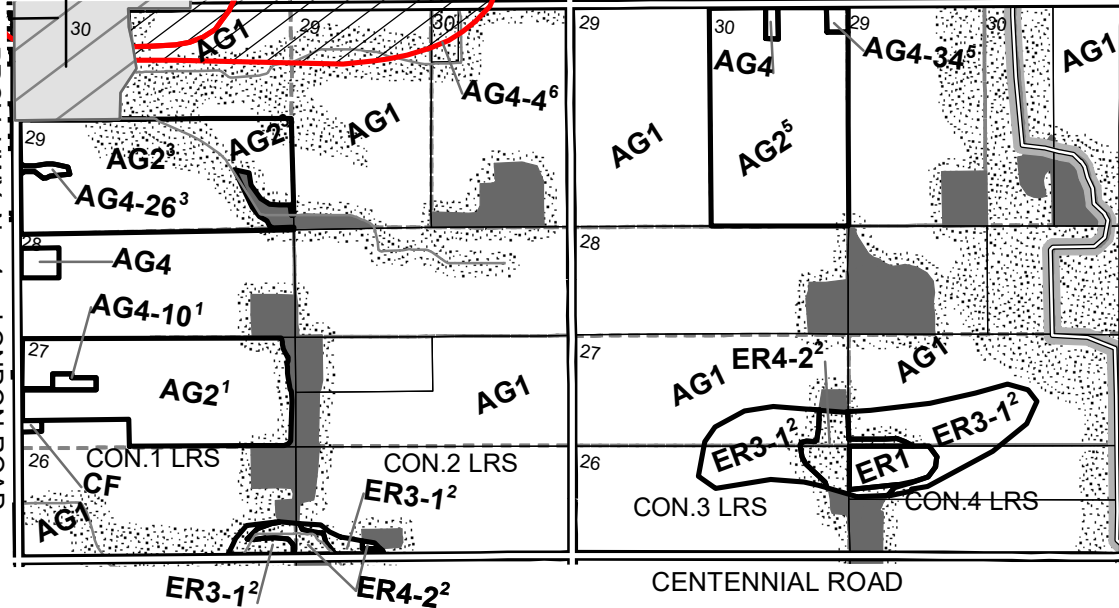 30
AG1
29
30
AG4-4⁶
AG1
29
AG2³
AG2⁵
AG4-26³
28
AG4
AG4-10¹
27
AG2¹
AG1
CON.1 LRS
CON.2 LRS
26
CF
AG1
ER3-1²
ER3-1²
ER4-2²
29
30
AG4
29
AG4-34⁵
30
AG1
AG1
AG2⁵
28
27
ER4-2²
AG1
AG1
ER3-1²
ER3-1²
ER1
26
CON.3 LRS
CON.4 LRS
CENTENNIAL ROAD
LONDON ROAD